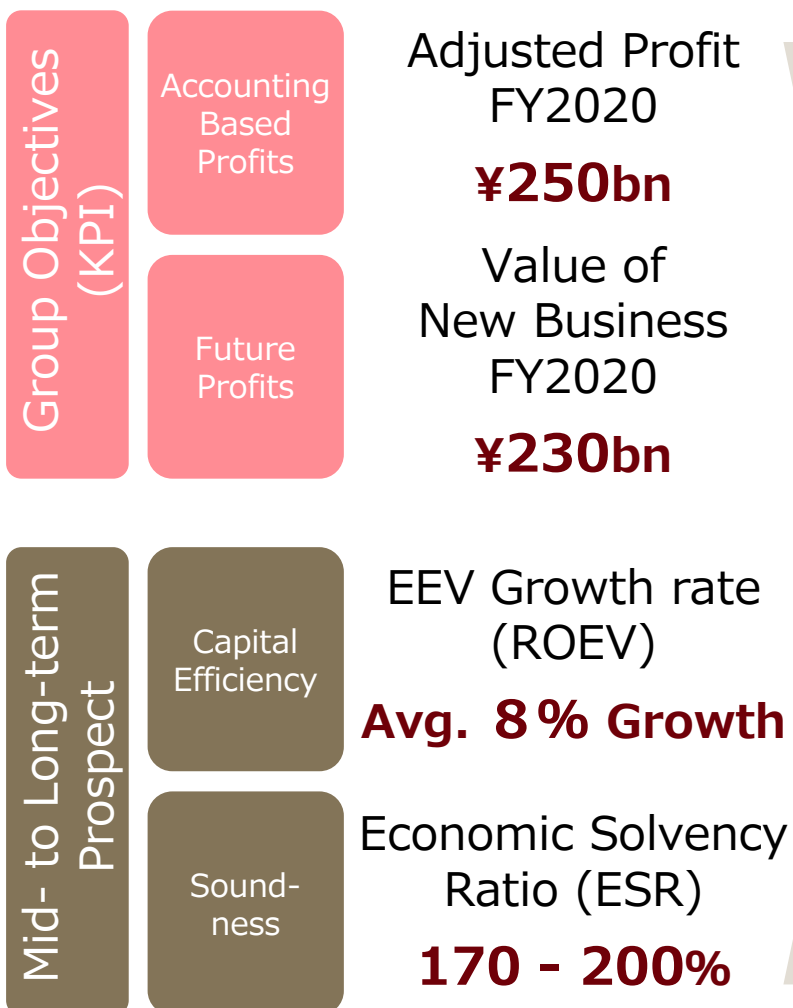 Group Objectives
(KPI)
Accounting
Based
Profits
Adjusted Profit
FY2020
¥250bn
Future
Profits
Value of
New Business
FY2020
¥230bn
Mid- to Long-term
Prospect
Capital
Efficiency
EEV Growth rate
(ROEV)
Avg. 8% Growth
Sound-
ness
Economic Solvency
Ratio (ESR)
170 - 200%